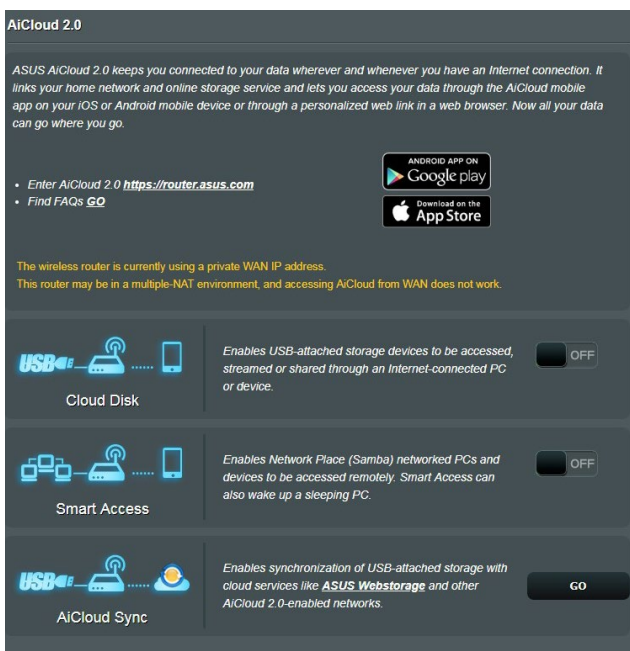 AiCloud 2.0
ASUS AiCloud 2.0 keeps you connected to your data wherever and whenever you have an Internet connection. It
links your home network and online storage service and lets you access your data through the AiCloud mobile
app on your iOS or Android mobile device or through a personalized web link in a web browser. Now all your data
can go where you go.
• Enter AiCloud 2.0 https://router.asus.com
• Find FAQs GO
ANDROID APP ON
Google play
Download on the
App Store
The wireless router is currently using a private WAN IP address.
This router may be in a multiple-NAT environment, and accessing AiCloud from WAN does not work.
USB
Cloud Disk
Enables USB-attached storage devices to be accessed,
streamed or shared through an Internet-connected PC
or device.
OFF
Smart Access
Enables Network Place (Samba) networked PCs and
devices to be accessed remotely. Smart Access can
also wake up a sleeping PC.
OFF
USB
AiCloud Sync
Enables synchronization of USB-attached storage with
cloud services like ASUS Webstorage and other
AiCloud 2.0-enabled networks.
GO